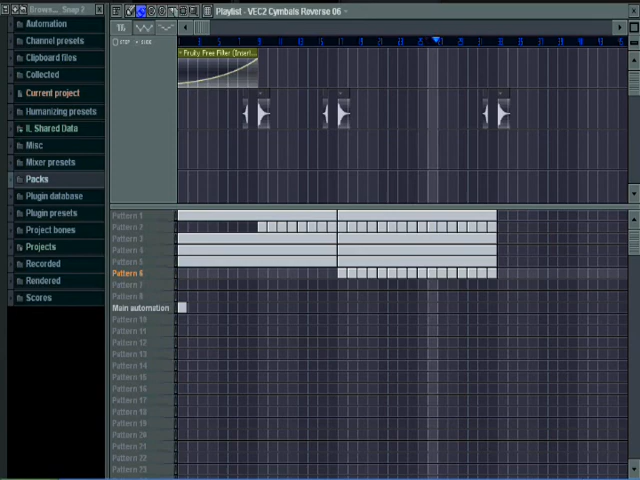 Brows... Snap 2
Playlist - VEC2 Cymbals Reverse 06
Automation
Channel presets
Clipboard files
Collected
Current project
Humanizing presets
IL Shared Data
Misc
Mixer presets
Packs
Plugin database
Plugin presets
Project bones
Projects
Recorded
Rendered
Scores
Fruity Free Filter (Insert...
Pattern 1
Pattern 2
Pattern 3
Pattern 4
Pattern 5
Pattern 6
Pattern 7
Pattern 8
Main automation
Pattern 10
Pattern 11
Pattern 12
Pattern 13
Pattern 14
Pattern 15
Pattern 16
Pattern 17
Pattern 18
Pattern 19
Pattern 20
Pattern 21
Pattern 22
Pattern 23